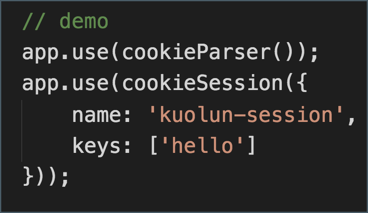 // demo
app.use(cookieParser());
app.use(cookieSession({
    name: 'kuolun-session',
    keys: ['hello']
}));